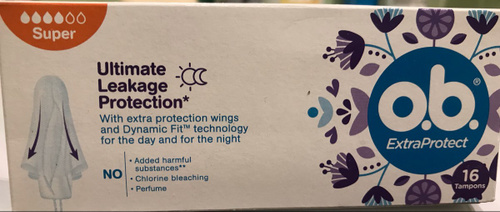 Super
Ultimate
Leakage
Protection*
With extra protection wings
and Dynamic Fit™ technology
for the day and for the night
NO
• Added harmful
substances**
• Chlorine bleaching
• Perfume
o.b.®
ExtraProtect
16
Tampons